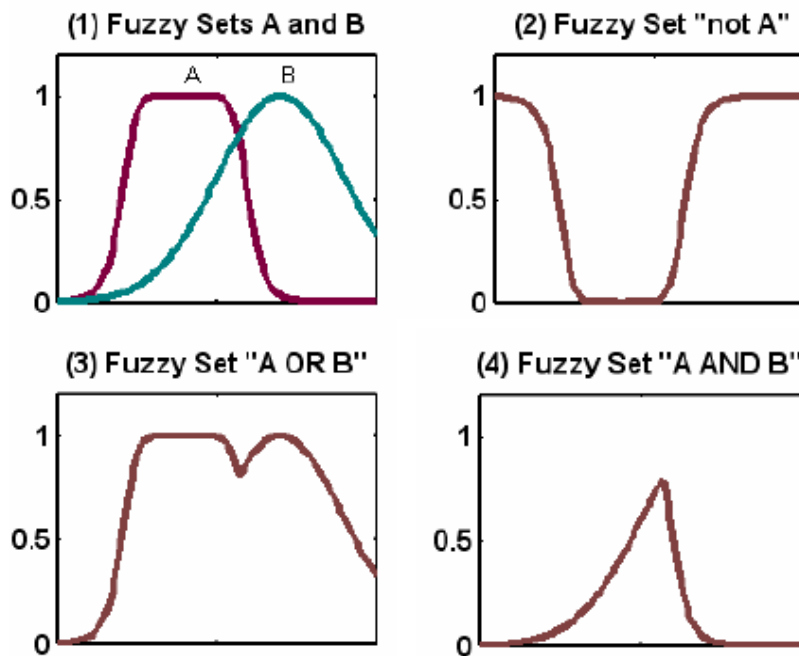 (1) Fuzzy Sets A and B
A
B
1
0.5
0
(2) Fuzzy Set "not A"
1
0.5
0
(3) Fuzzy Set "A OR B"
1
0.5
0
(4) Fuzzy Set "A AND B"
1
0.5
0